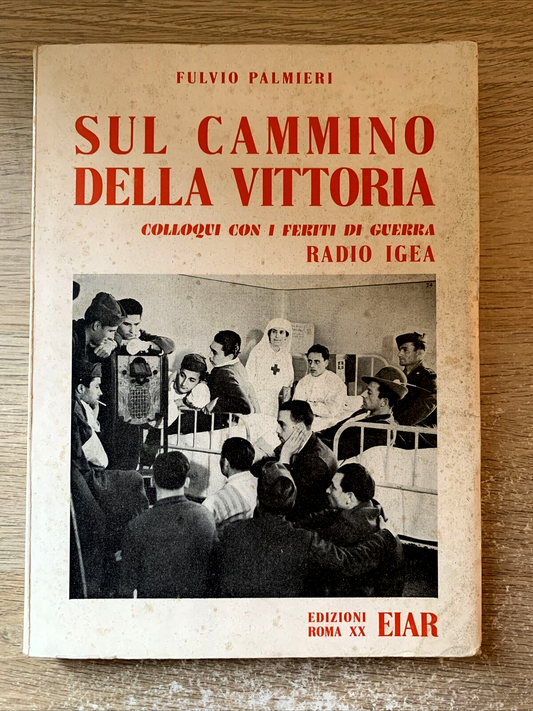 FULVIO PALMIERI
SUL CAMMINO
DELLA VITTORIA
COLLOQUI CON I FERITI DI GUERRA
RADIO IGEA
EDIZIONI
ROMA XX EIAR